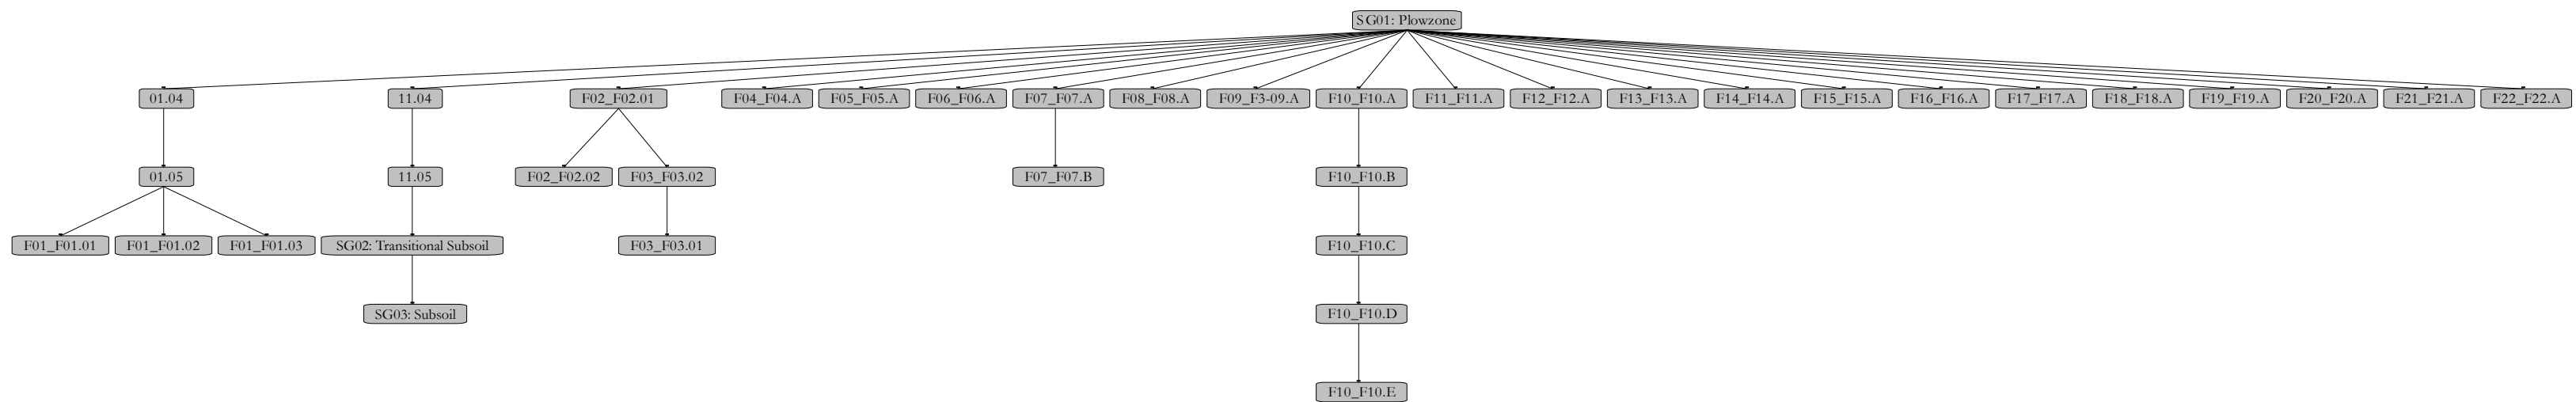 SG01: Plowzone
01.04
11.04
F02_F02.01
F04_F04.A
F05_F05.A
F06_F06.A
F07_F07.A
F08_F08.A
F09_F3-09.A
F10_F10.A
F11_F11.A
F12_F12.A
F13_F13.A
F14_F14.A
F15_F15.A
F16_F16.A
F17_F17.A
F18_F18.A
F19_F19.A
F20_F20.A
F21_F21.A
F22_F22.A
01.05
11.05
F02_F02.02
F03_F03.02
F07_F07.B
F10_F10.B
F01_F01.01
F01_F01.02
F01_F01.03
SG02: Transitional Subsoil
F03_F03.01
F10_F10.C
SG03: Subsoil
F10_F10.D
F10_F10.E